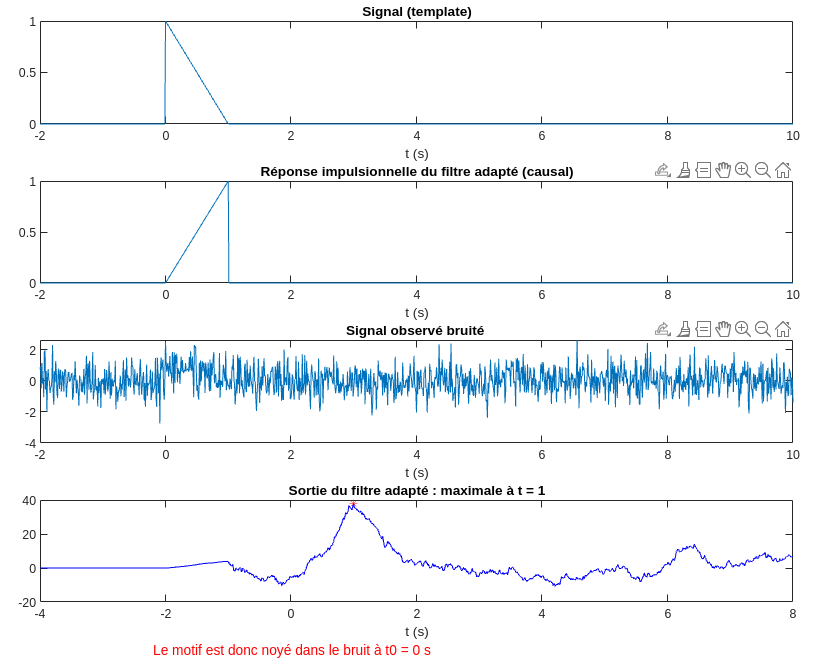 Signal (template)
1
0.5
0
-2 0 2 4 6 8 10
t (s)
Réponse impulsionnelle du filtre adapté (causal)
1
0.5
0
-2 0 2 4 6 8 10
t (s)
Signal observé bruité
2
0
-2
-4
-2 0 2 4 6 8 10
t (s)
Sortie du filtre adapté : maximale à t = 1
40
20
0
-20
-4 -2 0 2 4 6 8
t (s)
Le motif est donc noyé dans le bruit à t0 = 0 s